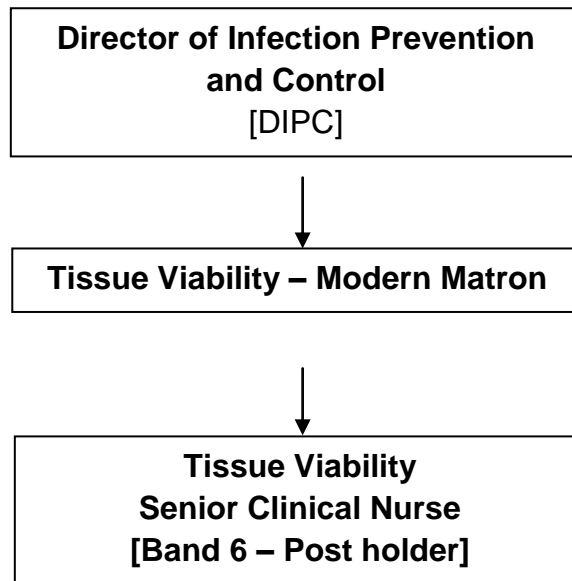 Director of Infection Prevention
and Control
[DIPC]
Tissue Viability – Modern Matron
Tissue Viability
Senior Clinical Nurse
[Band 6 – Post holder]